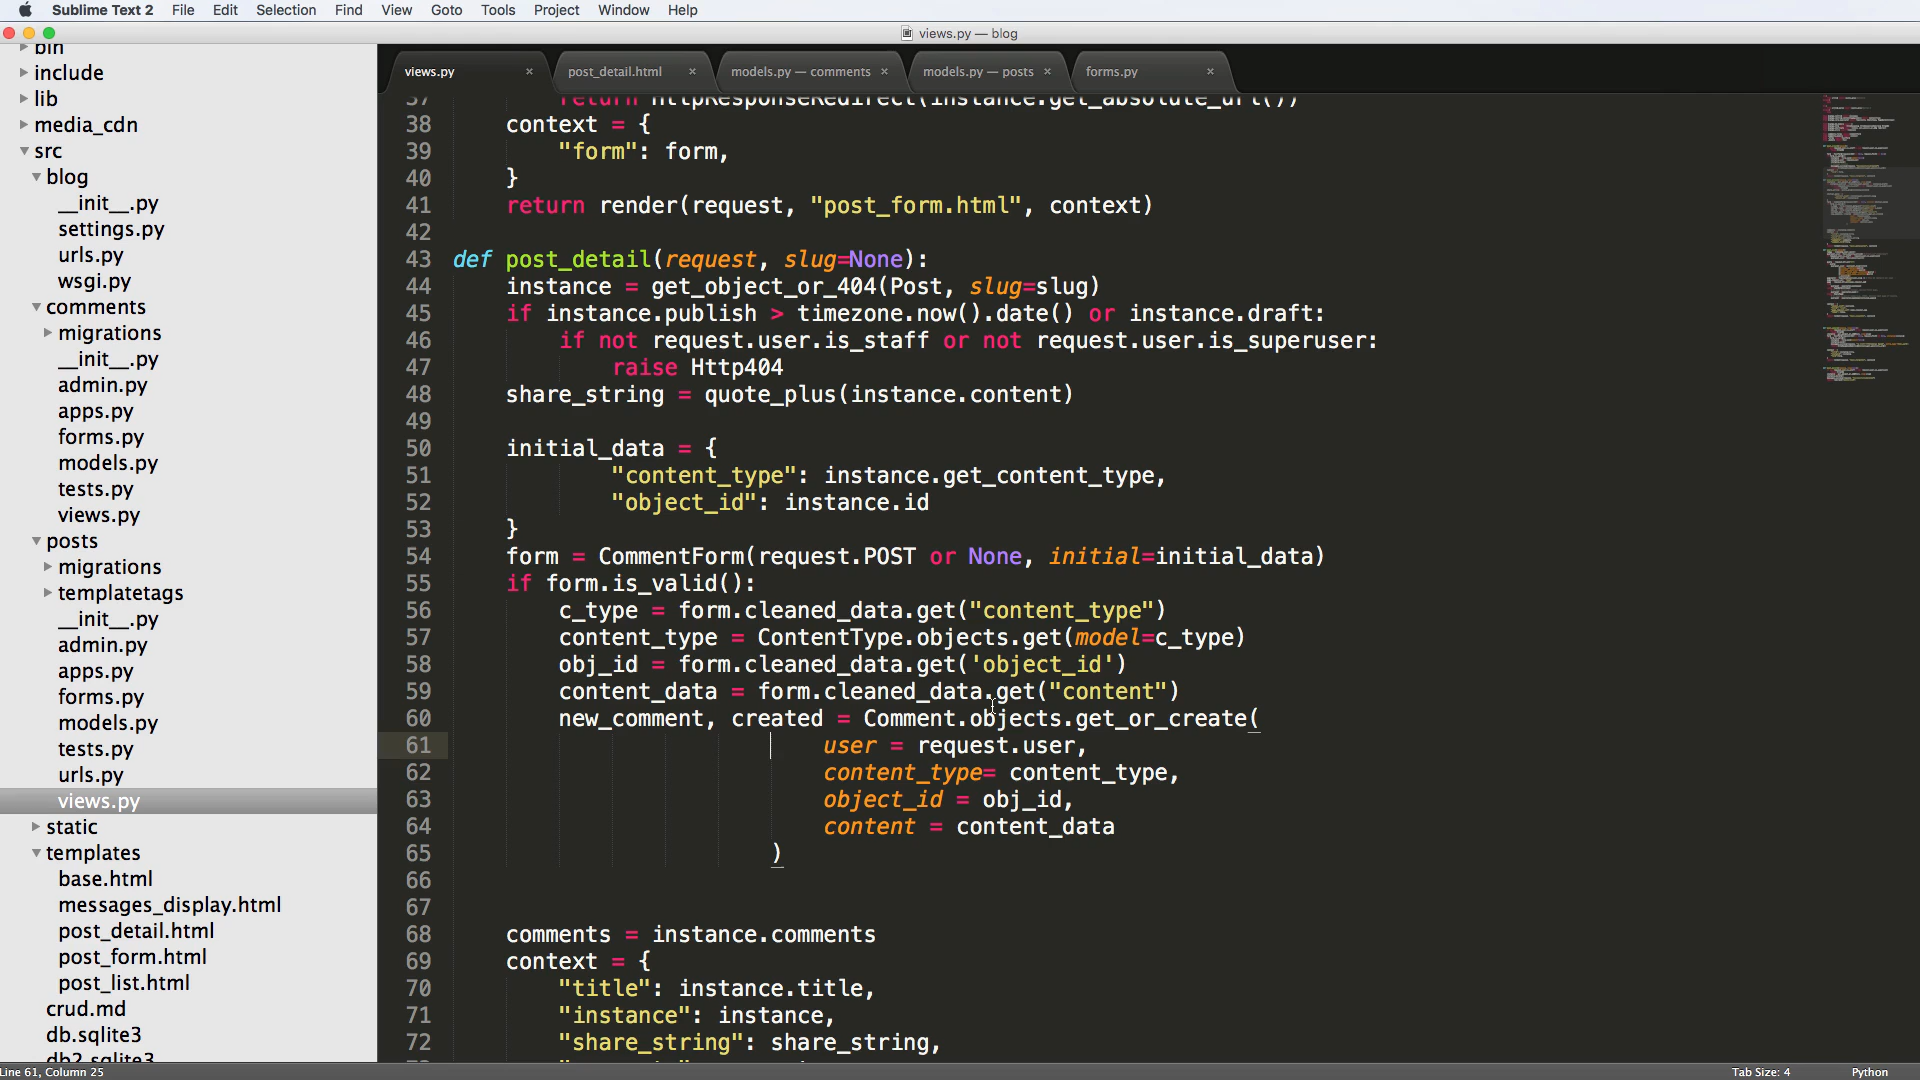 Sublime Text 2 File Edit Selection Find View Goto Tools Project Window Help
views.py — blog
bin
include
lib
media_cdn
src
blog
__init__.py
settings.py
urls.py
wsgi.py
comments
migrations
__init__.py
admin.py
apps.py
forms.py
models.py
tests.py
views.py
posts
migrations
templatetags
__init__.py
admin.py
apps.py
forms.py
models.py
tests.py
urls.py
views.py
static
templates
base.html
messages_display.html
post_detail.html
post_form.html
post_list.html
crud.md
db.sqlite3
db2.sqlite3
views.py × post_detail.html × models.py — comments × models.py — posts × forms.py ×
37 return HttpResponseRedirect(instance.get_absolute_url())
38 context = {
39 "form": form,
40 }
41 return render(request, "post_form.html", context)
42
43 def post_detail(request, slug=None):
44 instance = get_object_or_404(Post, slug=slug)
45 if instance.publish > timezone.now().date() or instance.draft:
46 if not request.user.is_staff or not request.user.is_superuser:
47 raise Http404
48 share_string = quote_plus(instance.content)
49
50 initial_data = {
51 "content_type": instance.get_content_type,
52 "object_id": instance.id
53 }
54 form = CommentForm(request.POST or None, initial=initial_data)
55 if form.is_valid():
56 c_type = form.cleaned_data.get("content_type")
57 content_type = ContentType.objects.get(model=c_type)
58 obj_id = form.cleaned_data.get('object_id')
59 content_data = form.cleaned_data.get("content")
60 new_comment, created = Comment.objects.get_or_create(
61 user = request.user,
62 content_type= content_type,
63 object_id = obj_id,
64 content = content_data
65 )
66
67
68 comments = instance.comments
69 context = {
70 "title": instance.title,
71 "instance": instance,
72 "share_string": share_string,
Line 61, Column 25
Tab Size: 4
Python